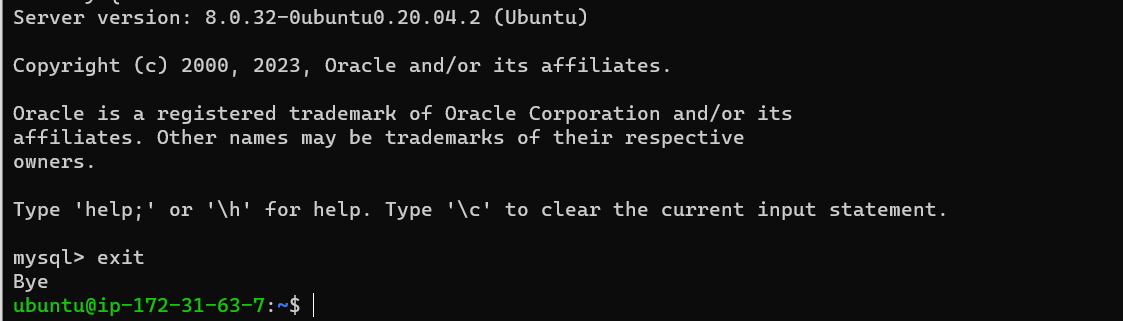 Server version: 8.0.32-0ubuntu0.20.04.2 (Ubuntu)
Copyright (c) 2000, 2023, Oracle and/or its affiliates.
Oracle is a registered trademark of Oracle Corporation and/or its
affiliates. Other names may be trademarks of their respective
owners.
Type 'help;' or '\h' for help. Type '\c' to clear the current input statement.
mysql> exit
Bye
ubuntu@ip-172-31-63-7:~$